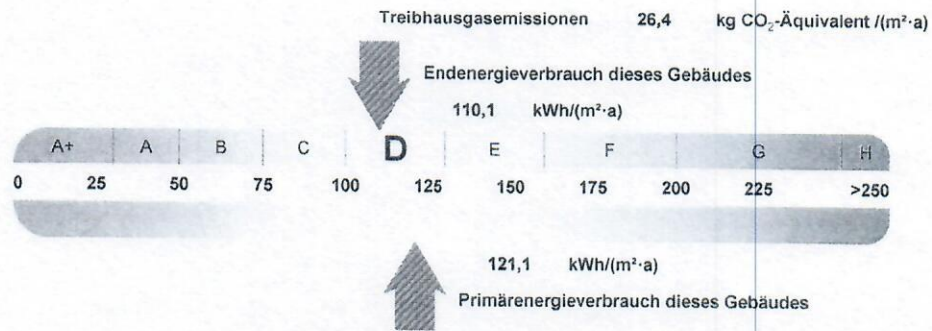 Treibhausgasemissionen 26,4 kg CO₂-Äquivalent /(m²·a)
Endenergieverbrauch dieses Gebäudes
110,1 kWh/(m²·a)
A+ A B C D E F G H
0 25 50 75 100 125 150 175 200 225 >250
121,1 kWh/(m²·a)
Primärenergieverbrauch dieses Gebäudes